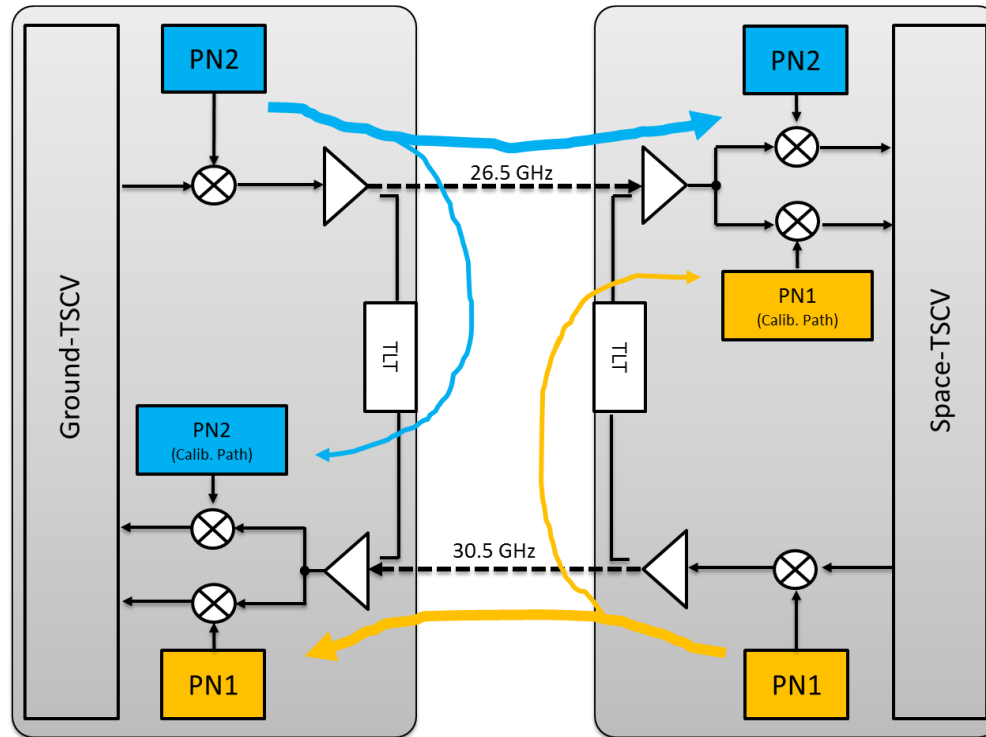 PN2
PN2
26.5 GHz
PN1
(Calib. Path)
Ground-TSCV
TLT
TLT
Space-TSCV
PN2
(Calib. Path)
30.5 GHz
PN1
PN1